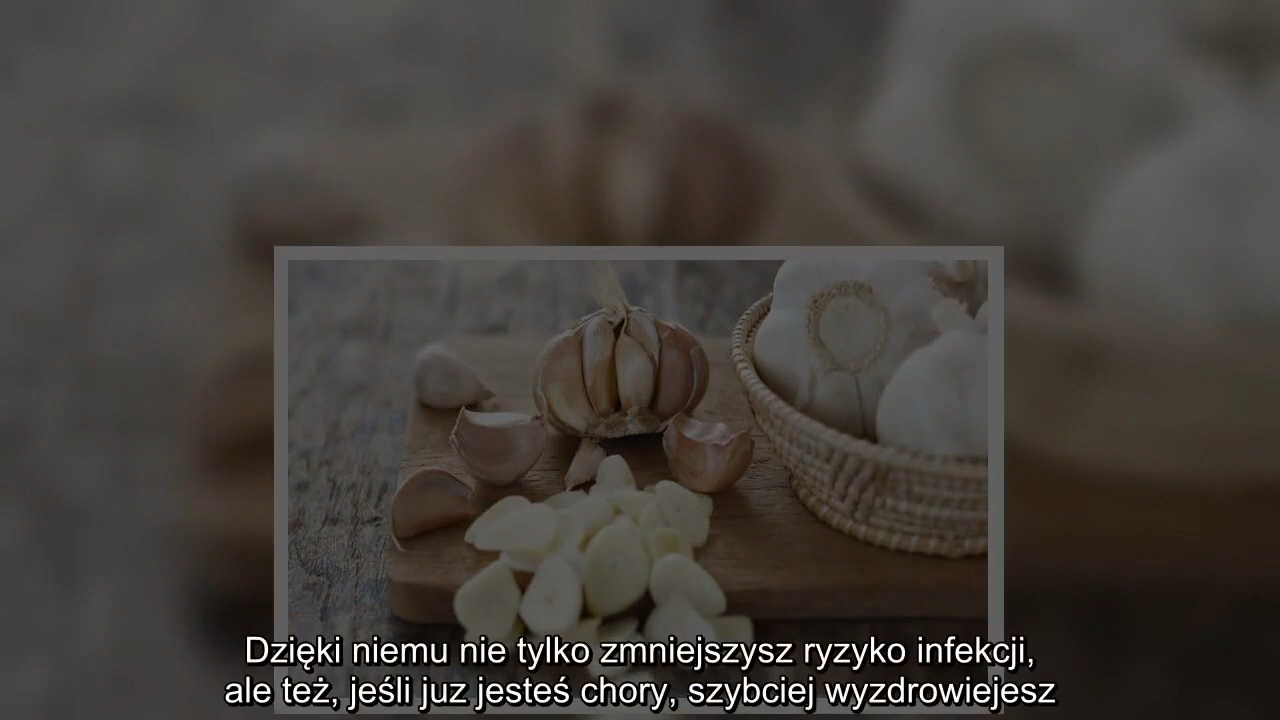 Dzięki niemu nie tylko zmniejszysz ryzyko infekcji,
ale też, jeśli juz jesteś chory, szybciej wyzdrowiejesz